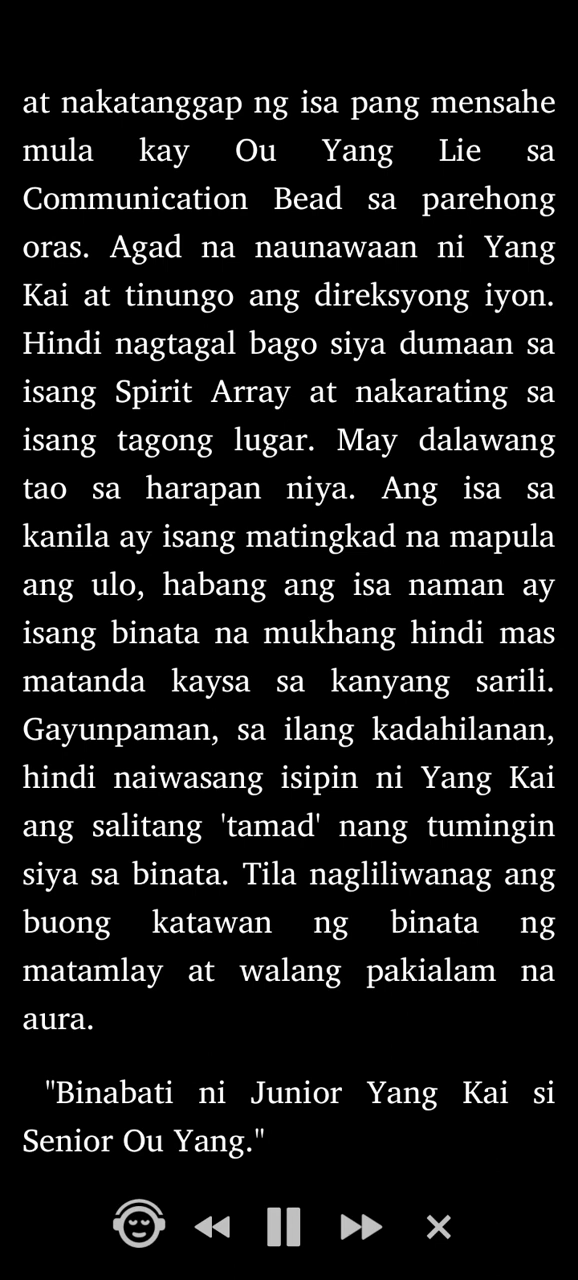 at nakatanggap ng isa pang mensahe
mula kay Ou Yang Lie sa
Communication Bead sa parehong
oras. Agad na naunawaan ni Yang
Kai at tinungo ang direksyong iyon.
Hindi nagtagal bago siya dumaan sa
isang Spirit Array at nakarating sa
isang tagong lugar. May dalawang
tao sa harapan niya. Ang isa sa
kanila ay isang matingkad na mapula
ang ulo, habang ang isa naman ay
isang binata na mukhang hindi mas
matanda kaysa sa kanyang sarili.
Gayunpaman, sa ilang kadahilanan,
hindi naiwasang isipin ni Yang Kai
ang salitang 'tamad' nang tumingin
siya sa binata. Tila nagliliwanag ang
buong katawan ng binata ng
matamlay at walang pakialam na
aura.
"Binabati ni Junior Yang Kai si
Senior Ou Yang."